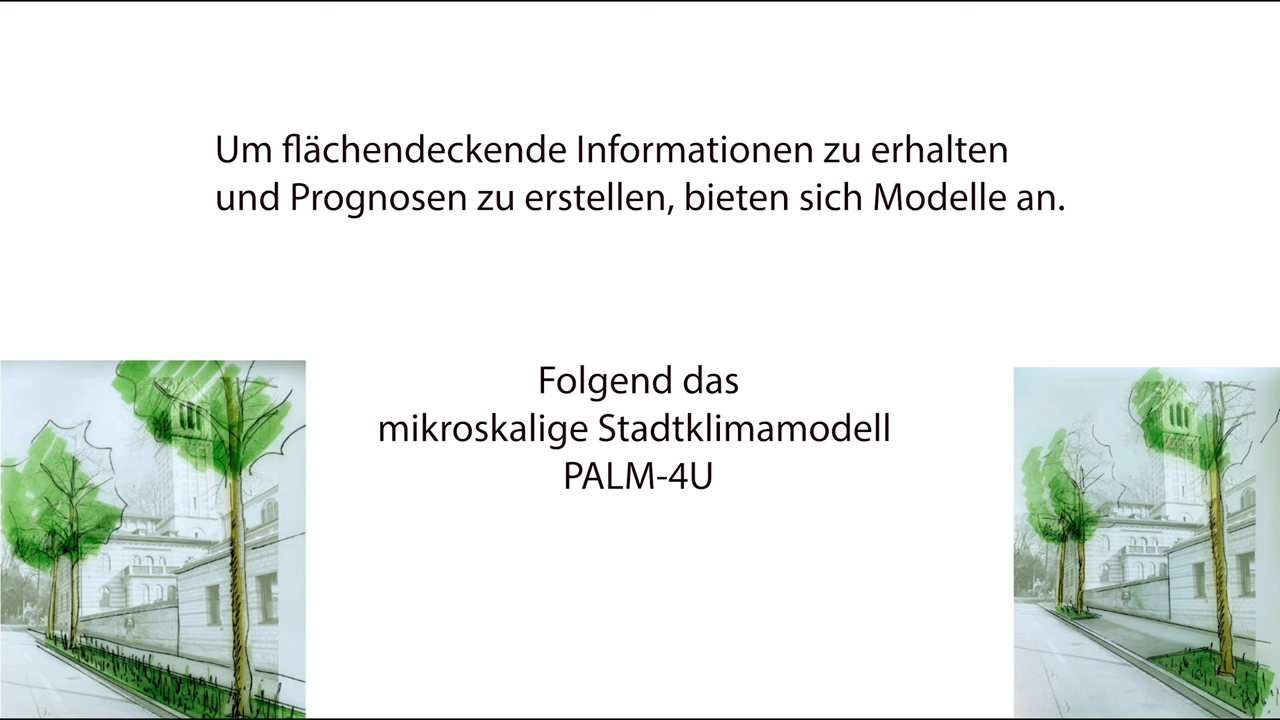 Um flächendeckende Informationen zu erhalten
und Prognosen zu erstellen, bieten sich Modelle an.
Folgend das
mikroskalige Stadtklimamodell
PALM-4U